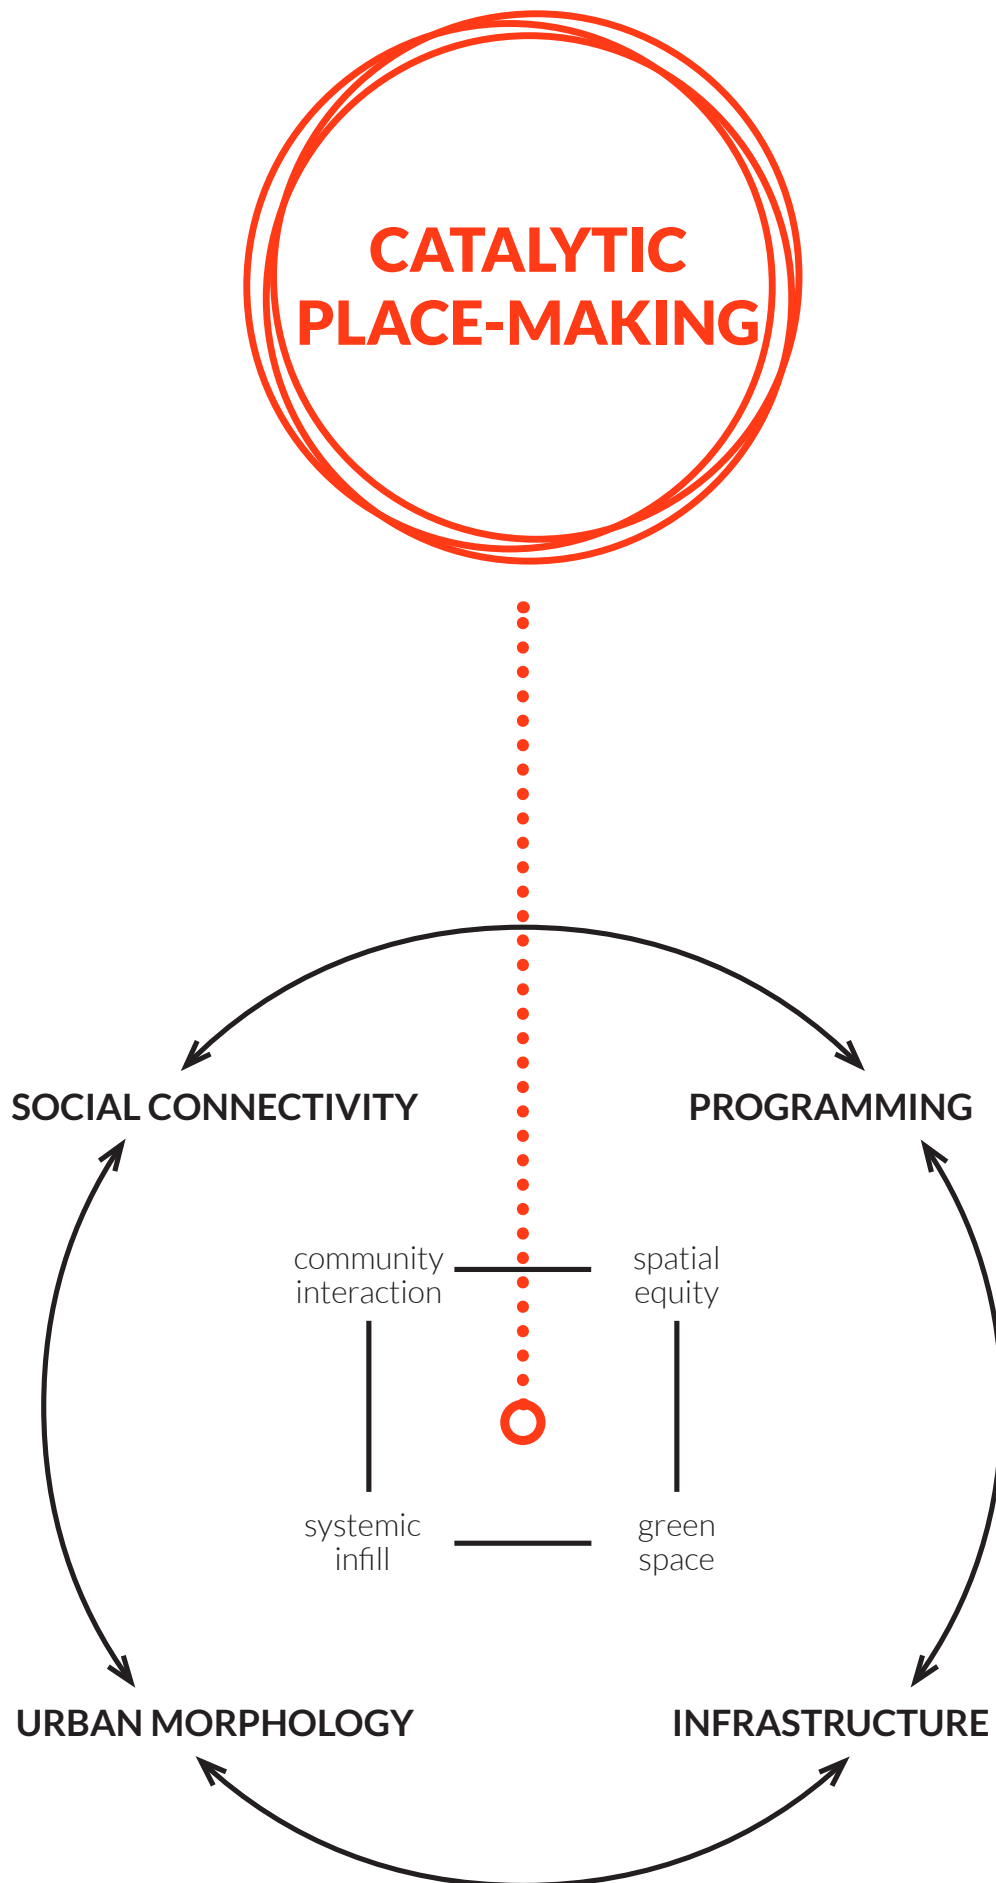 CATALYTIC
PLACE-MAKING
SOCIAL CONNECTIVITY
PROGRAMMING
community
interaction
spatial
equity
systemic
infill
green
space
URBAN MORPHOLOGY
INFRASTRUCTURE